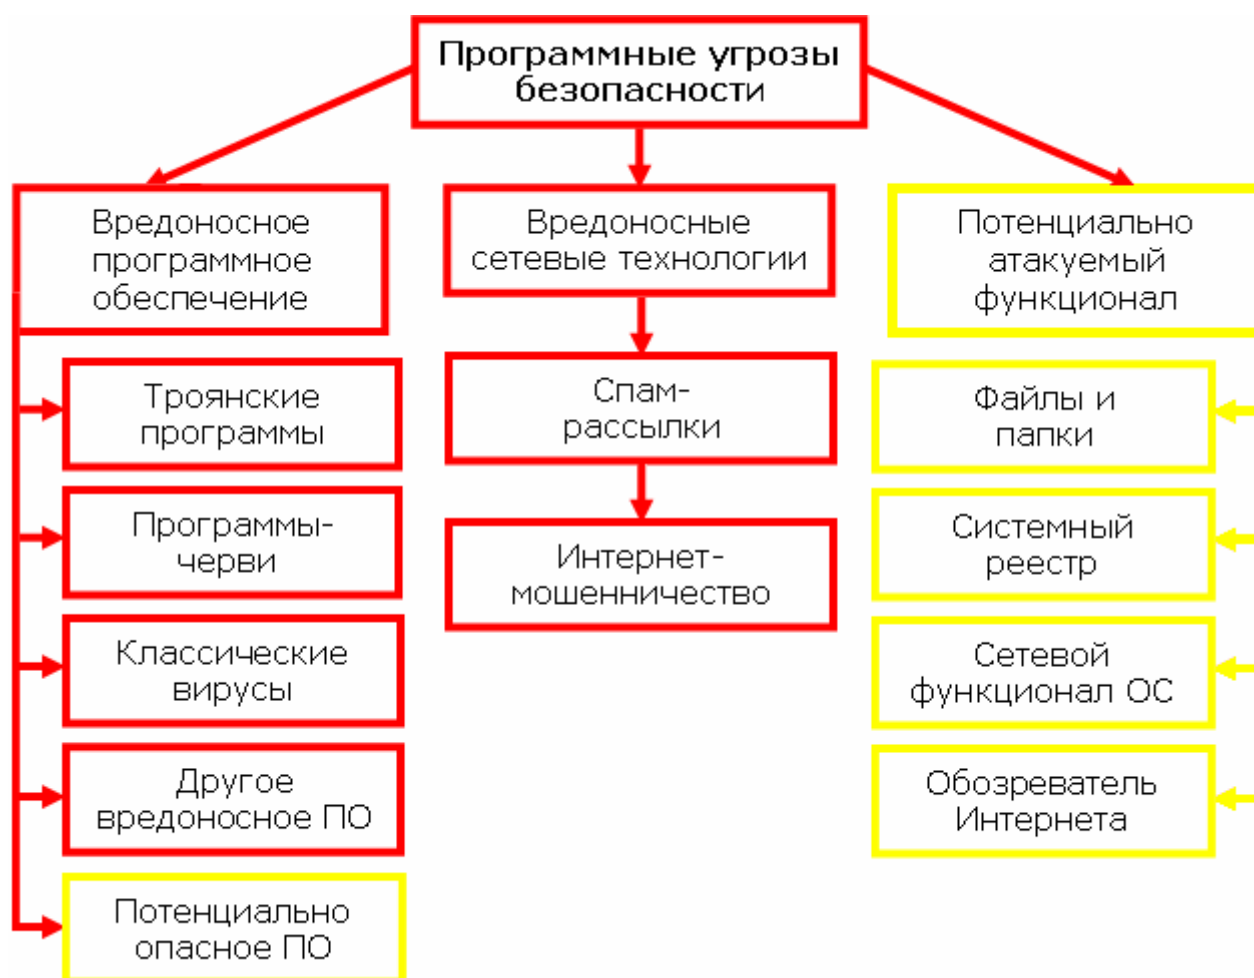 Программные угрозы
безопасности
Вредоносное
программное
обеспечение
Троянские
программы
Программы-
черви
Классические
вирусы
Другое
вредоносное ПО
Потенциально
опасное ПО
Вредоносные
сетевые технологии
Спам-
рассылки
Интернет-
мошенничество
Потенциально
атакуемый
функционал
Файлы и
папки
Системный
реестр
Сетевой
функционал ОС
Обозреватель
Интернета